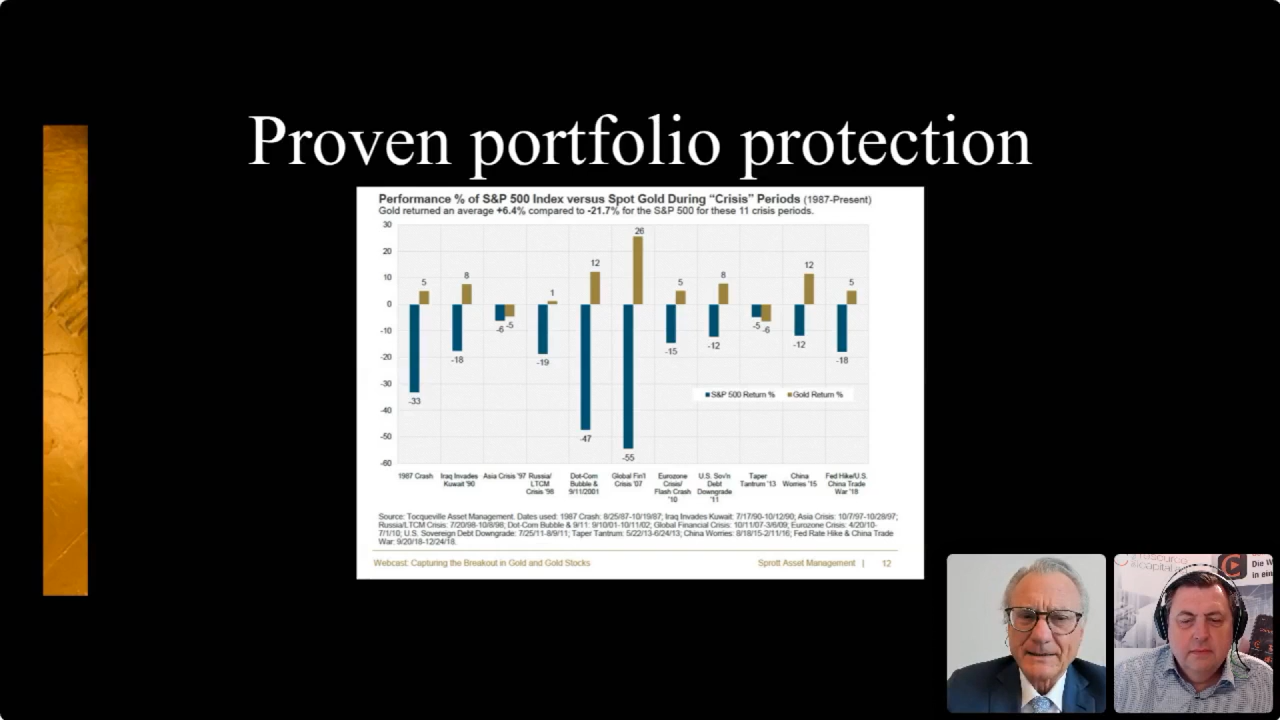 Proven portfolio protection
Performance % of S&P 500 Index versus Spot Gold During “Crisis” Periods (1987-Present)
Gold returned an average +6.4% compared to -21.7% for the S&P 500 for these 11 crisis periods.
30
20
10
0
-10
-20
-30
-40
-50
-60
5
8
-5
1
12
26
5
8
-6
12
5
-33
-18
-6
-19
-47
-55
-15
-12
-5
-12
-18
S&P 500 Return % Gold Return %
1987 Crash
Iraq Invades
Kuwait '90
Asia Crisis '97
Russia/
LTCM
Crisis '98
Dot-Com
Bubble &
9/11/2001
Global Fin'l
Crisis '07
Eurozone
Crisis/
Flash Crash
'10
U.S. Sov'n
Debt
Downgrade
'11
Taper
Tantrum '13
China
Worries '15
Fed Hike/U.S.
China Trade
War '18
Source: Tocqueville Asset Management. Dates used: 1987 Crash: 8/25/87-10/19/87; Iraq Invades Kuwait: 7/17/90-10/12/90; Asia Crisis: 10/7/97-10/28/97;
Russia/LTCM Crisis: 7/20/98-10/8/98; Dot-Com Bubble & 9/11: 9/10/01-10/11/02; Global Financial Crisis: 10/11/07-3/6/09; Eurozone Crisis: 4/20/10-
7/1/10; U.S. Sovereign Debt Downgrade: 7/25/11-8/9/11; Taper Tantrum: 5/22/13-6/24/13; China Worries: 8/18/15-2/11/16; Fed Rate Hike & China Trade
War: 9/20/18-12/24/18.
Webcast: Capturing the Breakout in Gold and Gold Stocks
Sprott Asset Management | 12
capital
Die W
in ein